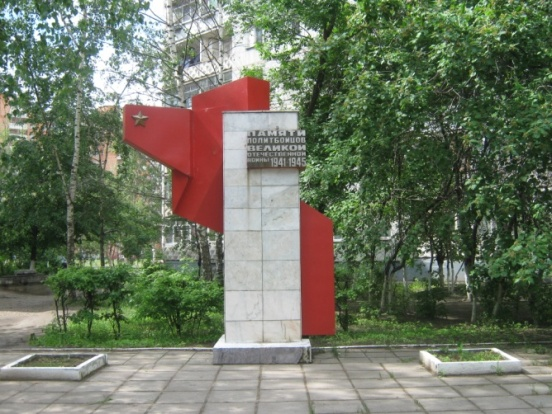 ПАМЯТИ
ПОЛИТБОЙЦОВ
ВЕЛИКОЙ
ОТЕЧЕСТВЕННОЙ
ВОЙНЫ 1941-1945